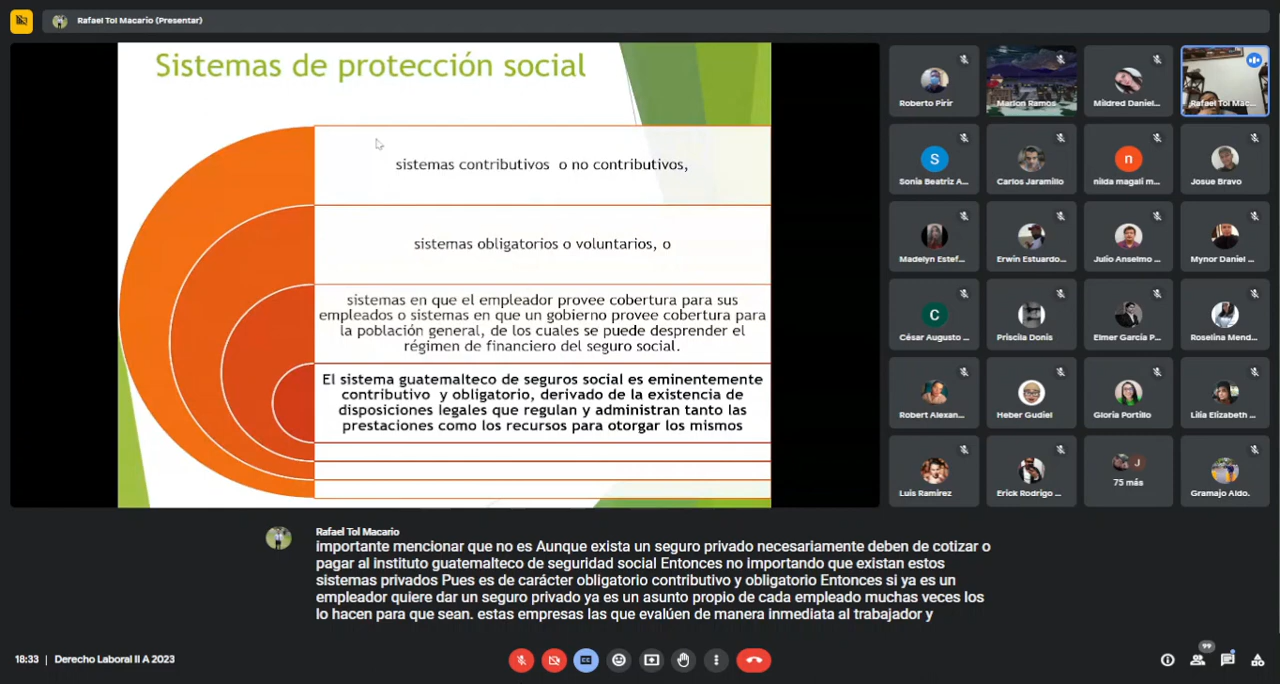 Rafael Tol Macario (Presentar)
Sistemas de protección social
sistemas contributivos o no contributivos,
sistemas obligatorios o voluntarios, o
sistemas en que el empleador provee cobertura para sus
empleados o sistemas en que un gobierno provee cobertura para
la población general, de los cuales se puede desprender el
régimen de financiero del seguro social.
El sistema guatemalteco de seguros social es eminentemente
contributivo y obligatorio, derivado de la existencia de
disposiciones legales que regulan y administran tanto las
prestaciones como los recursos para otorgar los mismos
Roberto Pirir
Marlon Ramos
Mildred Daniel...
Rafael Tol Mac...
S
Sonia Beatriz A...
Carlos Jaramillo
n
nilda magalí m...
Josue Bravo
Madelyn Estef...
Erwin Estuardo...
Julio Anselmo ...
Mynor Daniel ...
C
César Augusto ...
Priscila Donis
Elmer García P...
Roselina Mend...
Robert Alexan...
Heber Gudiel
Gloria Portillo
Lilia Elizabeth ...
Luis Ramirez
Erick Rodrigo ...
J
75 más
Gramajo Aldo.
Rafael Tol Macario
importante mencionar que no es Aunque exista un seguro privado necesariamente deben de cotizar o
pagar al instituto guatemalteco de seguridad social Entonces no importando que existan estos
sistemas privados Pues es de carácter obligatorio contributivo y obligatorio Entonces si ya es un
empleador quiere dar un seguro privado ya es un asunto propio de cada empleado muchas veces los
lo hacen para que sean. estas empresas las que evalúen de manera inmediata al trabajador y
18:33 | Derecho Laboral II A 2023
CC
99